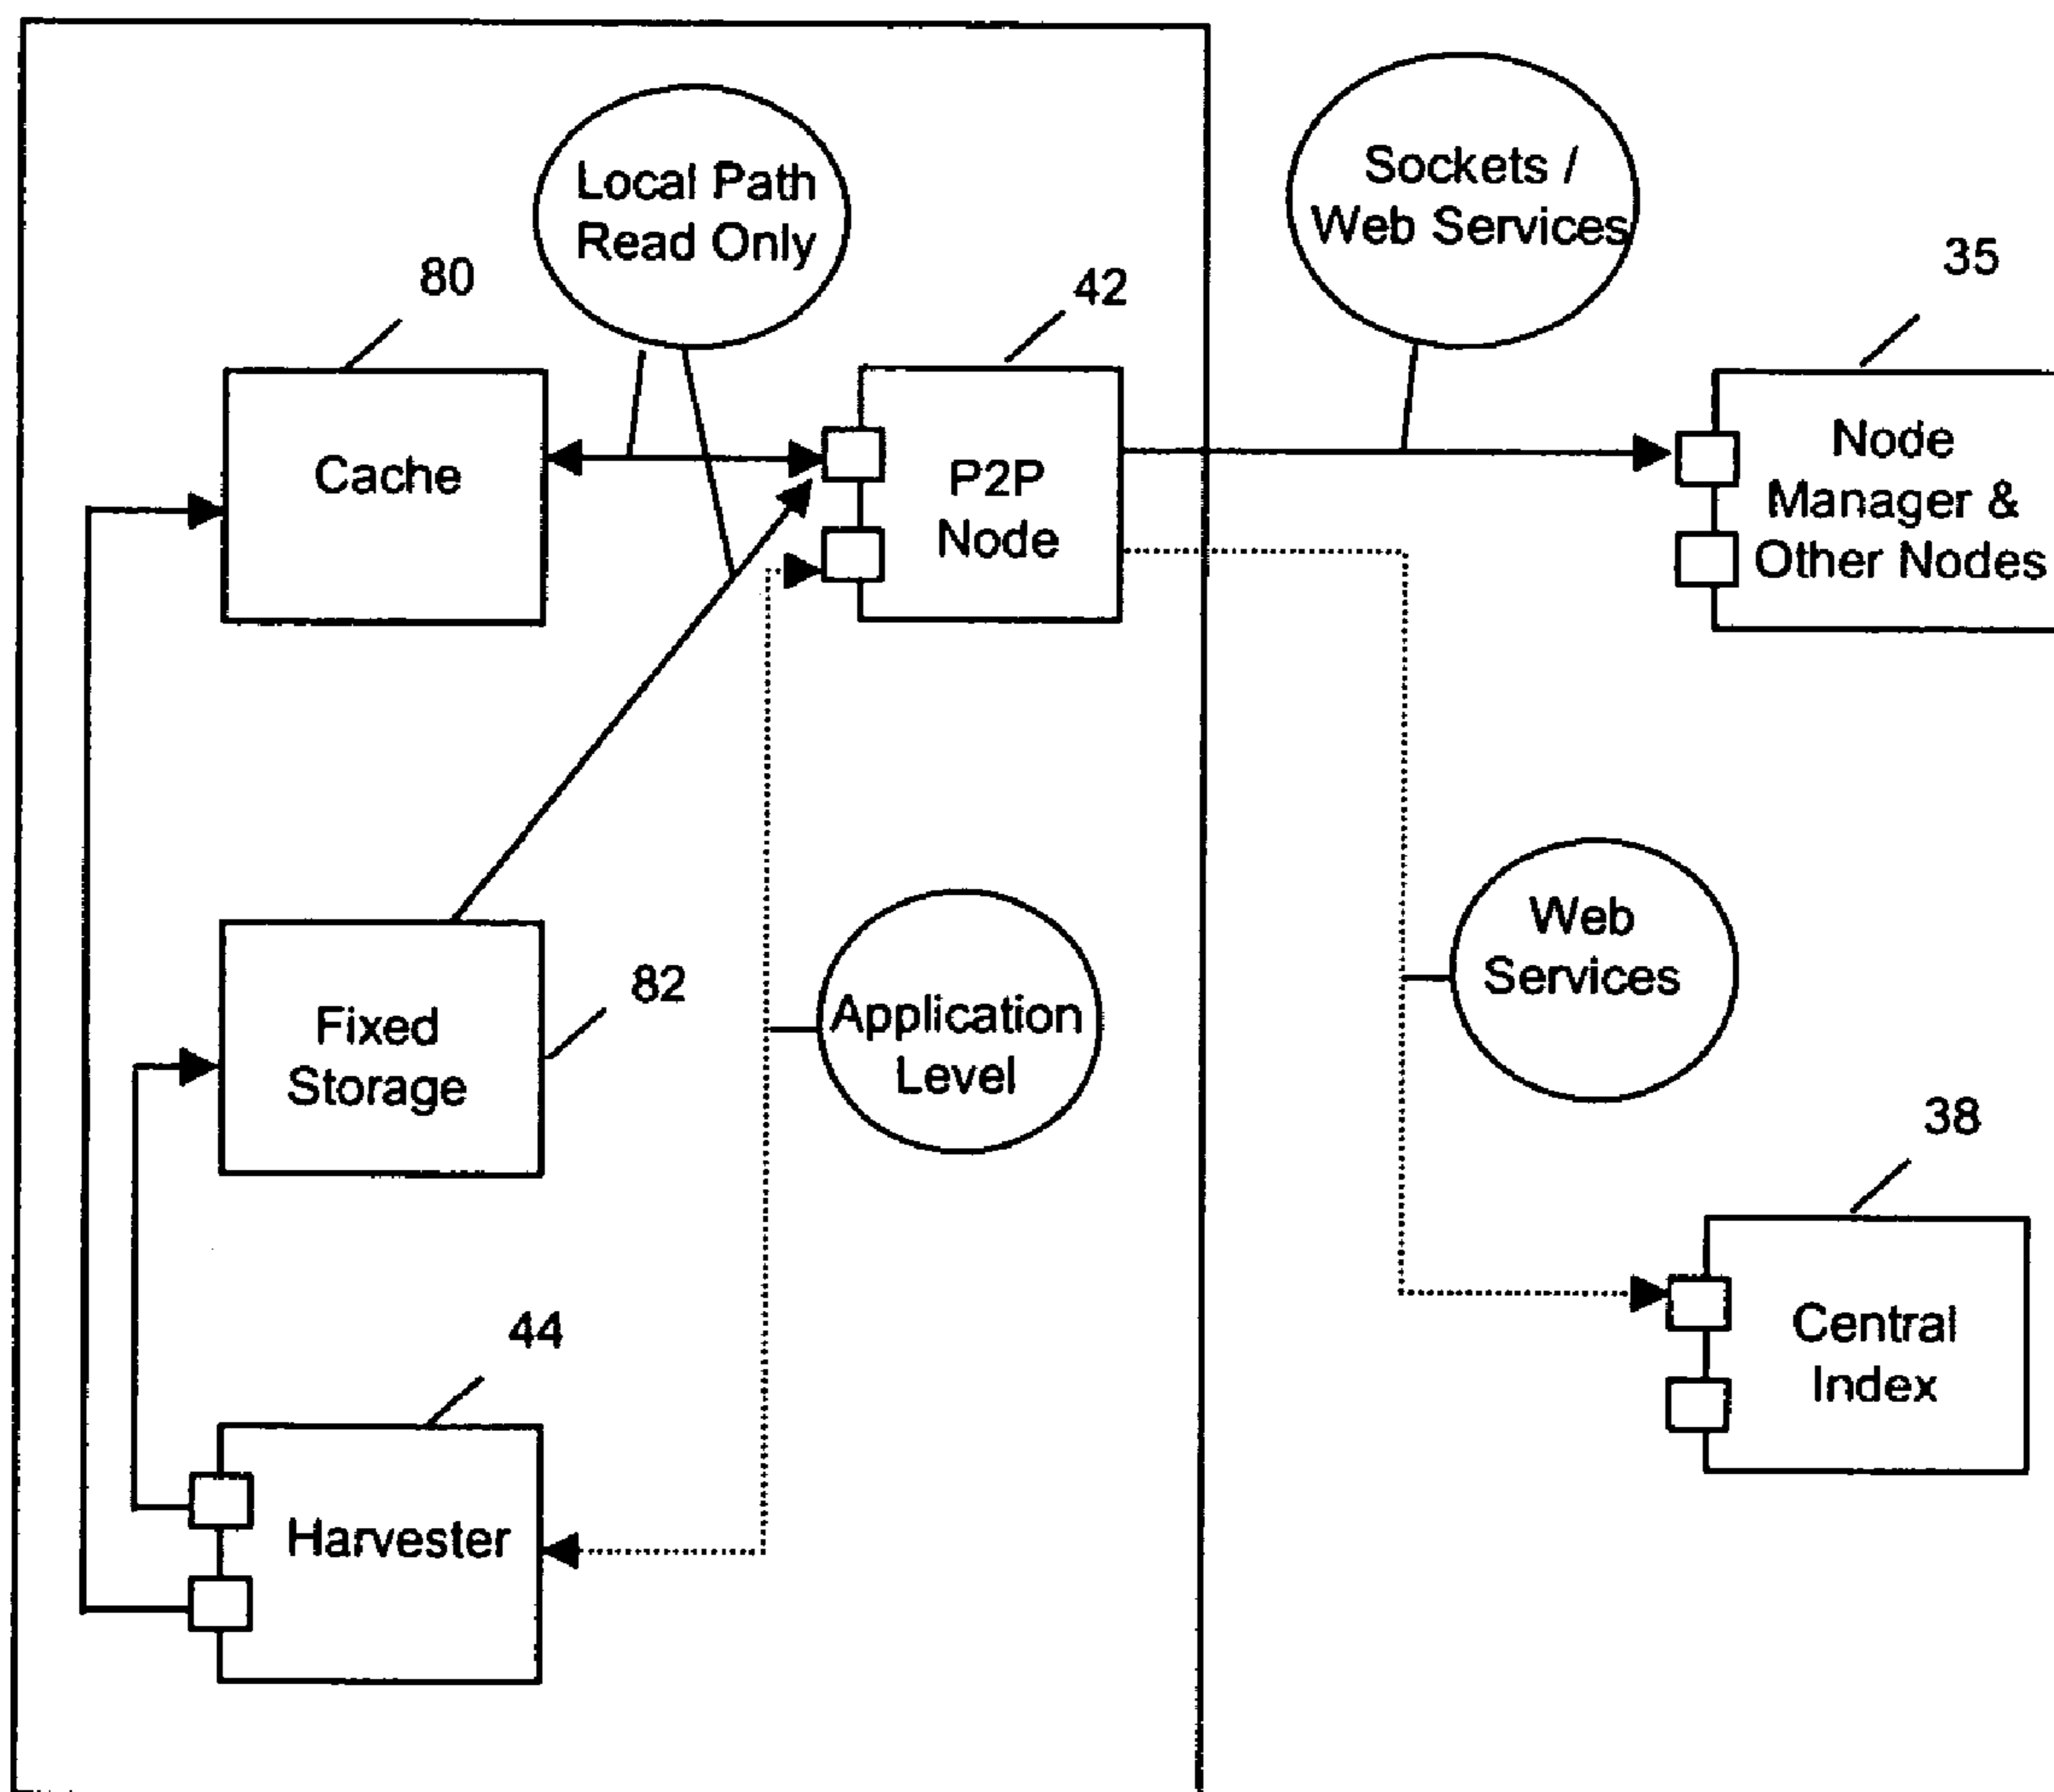 Local Path
Read Only
Sockets /
Web Services
80
42
35
Cache
P2P
Node
Node
Manager &
Other Nodes
Fixed
Storage
82
Application
Level
Web
Services
38
Central
Index
44
Harvester